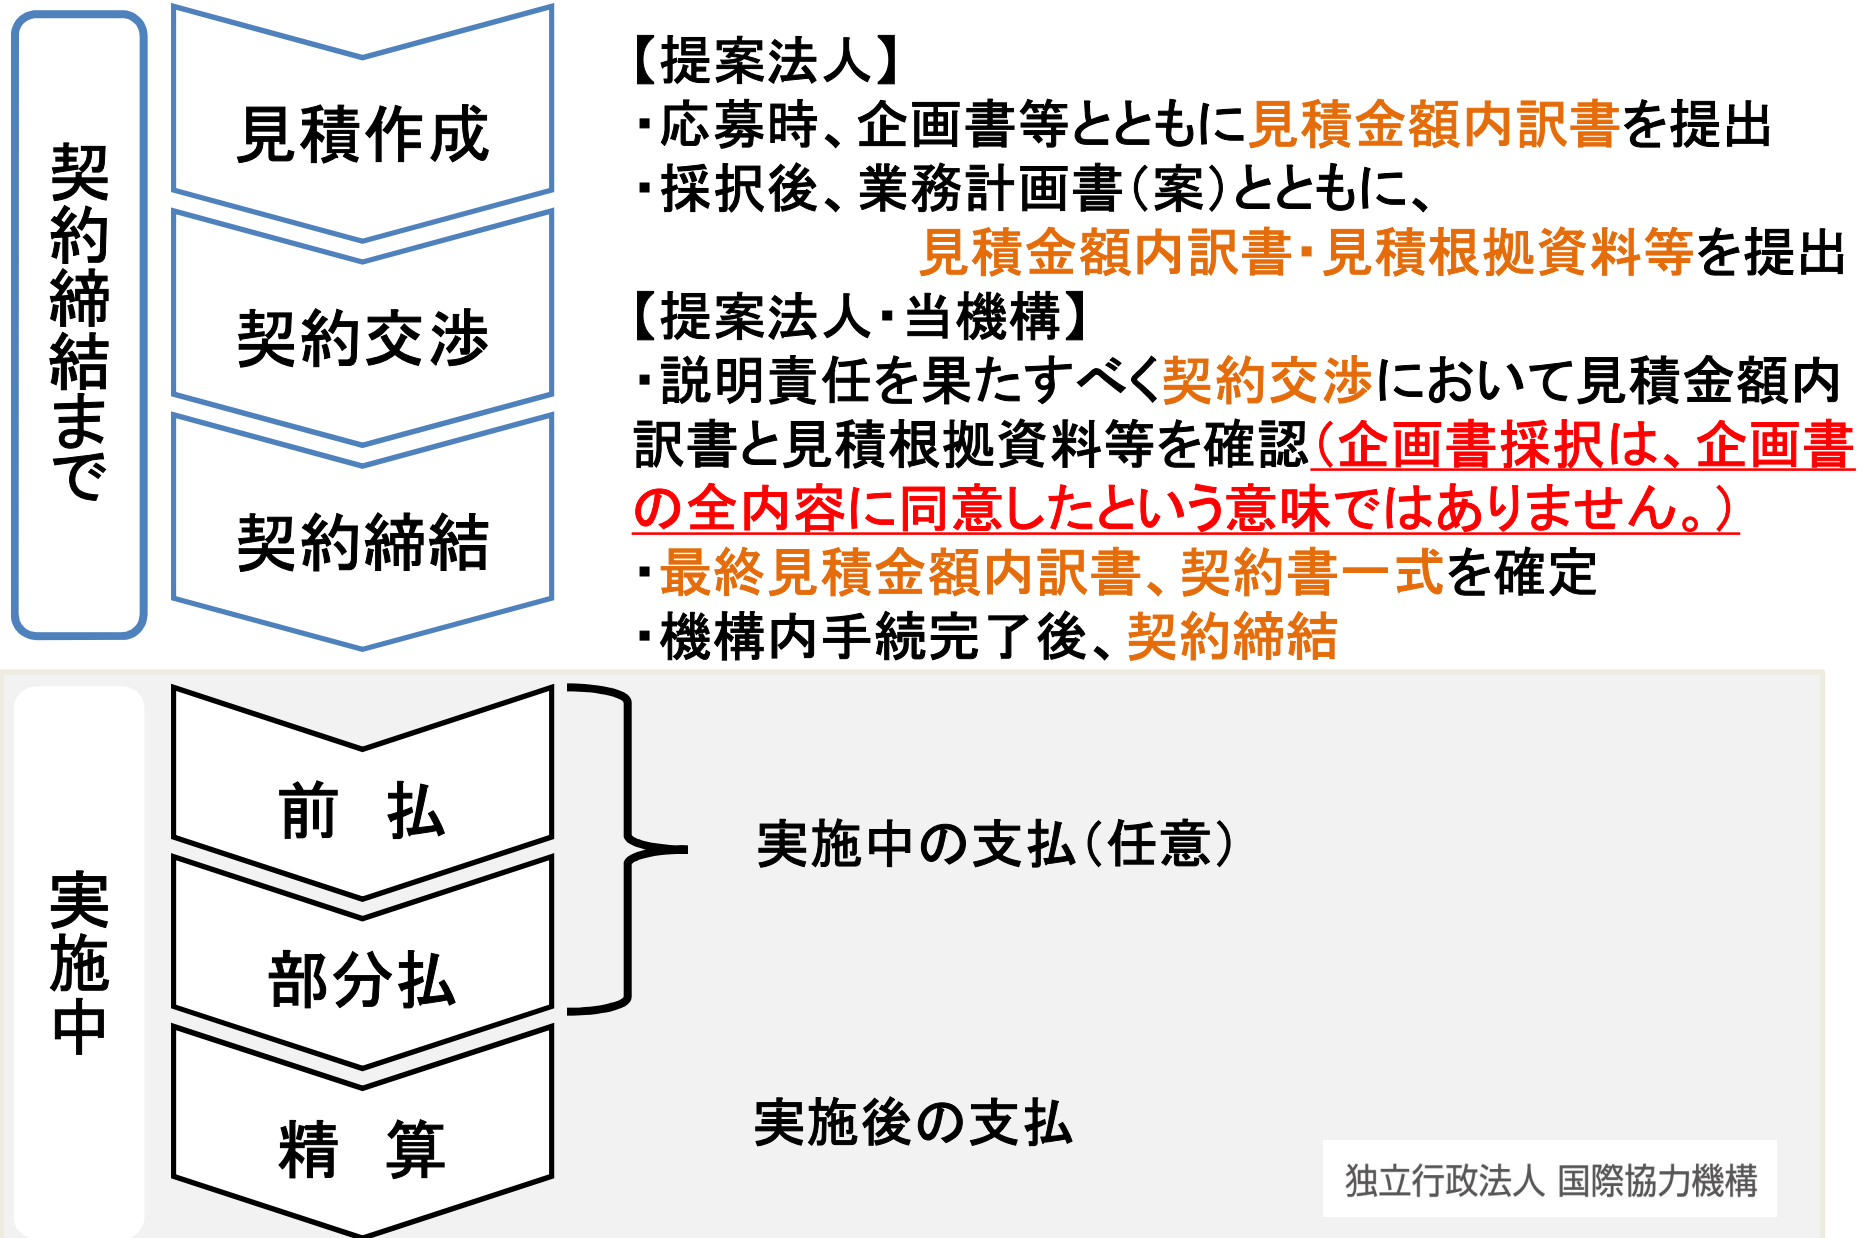 契約締結まで
見積作成
契約交渉
契約締結
【提案法人】
・応募時、企画書等とともに見積金額内訳書を提出
・採択後、業務計画書（案）とともに、
見積金額内訳書・見積根拠資料等を提出
【提案法人・当機構】
・説明責任を果たすべく契約交渉において見積金額内
訳書と見積根拠資料等を確認（企画書採択は、企画書
の全内容に同意したという意味ではありません。）
・最終見積金額内訳書、契約書一式を確定
・機構内手続完了後、契約締結
実施中
前　払
部分払
精　算
実施中の支払（任意）
実施後の支払
独立行政法人 国際協力機構